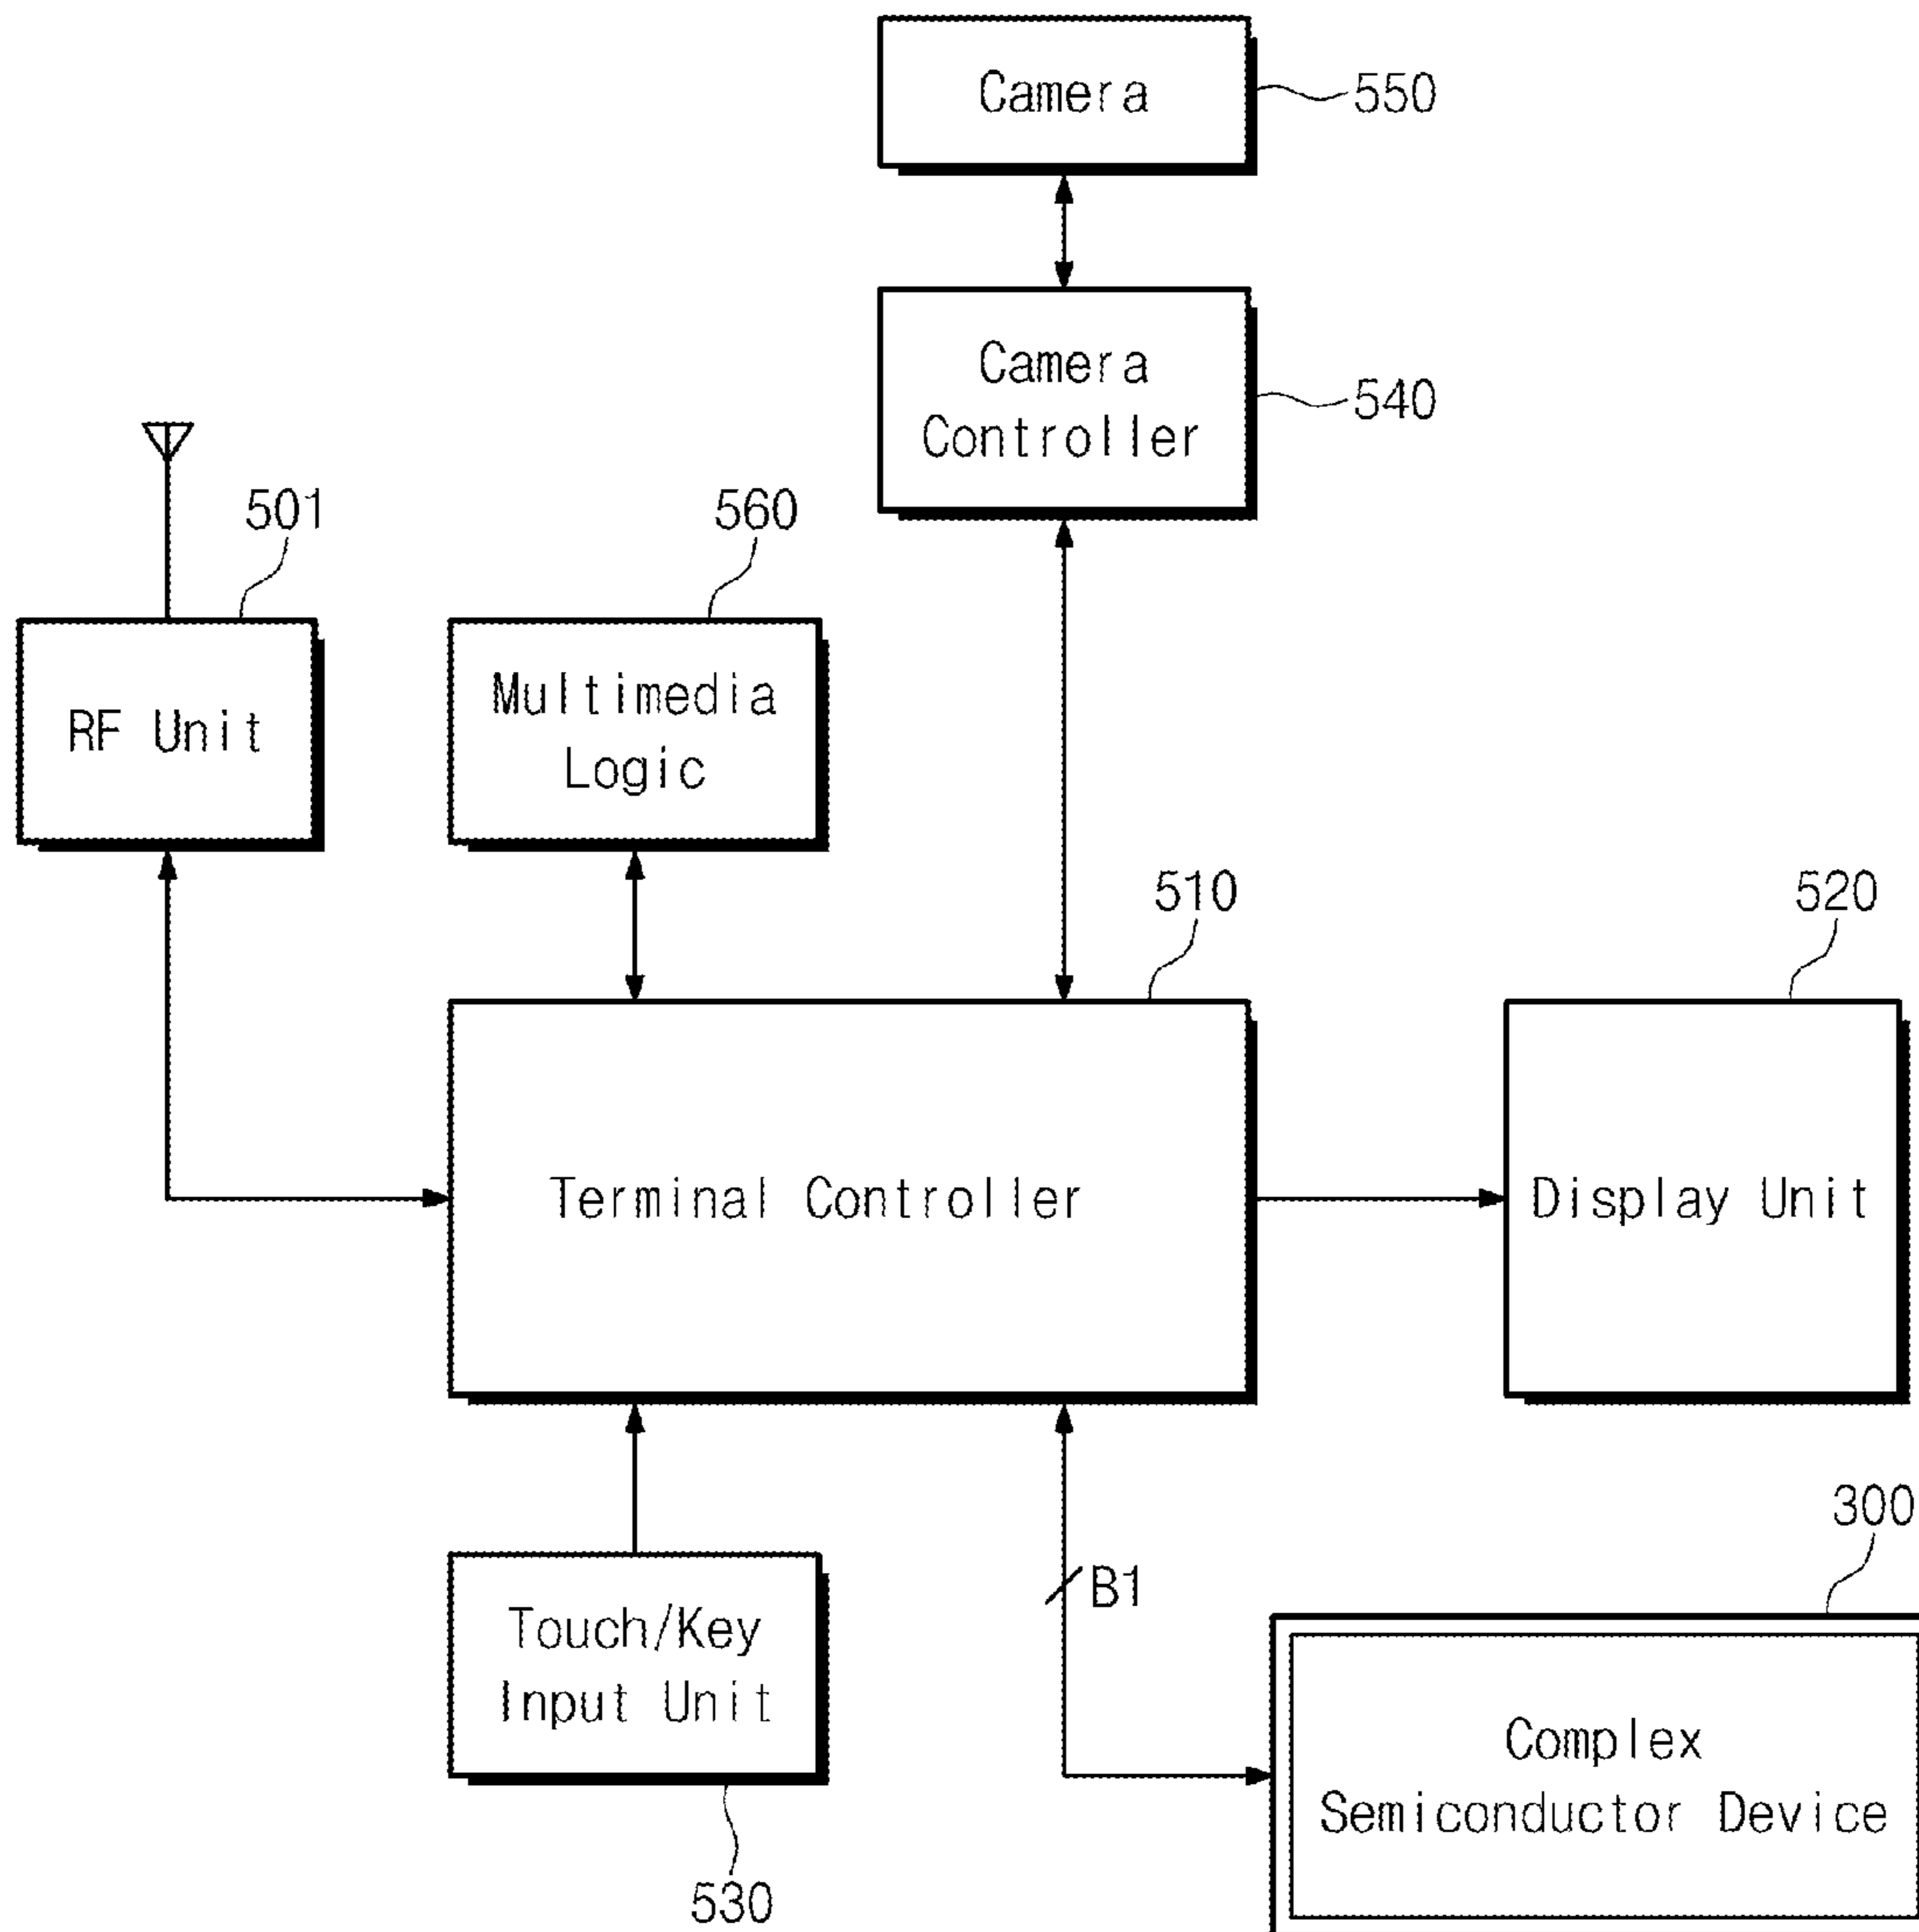 Camera
550
Camera
Controller
540
501
560
RF Unit
Multimedia
Logic
510
520
Terminal Controller
Display Unit
300
B1
Touch/Key
Input Unit
530
Complex
Semiconductor Device